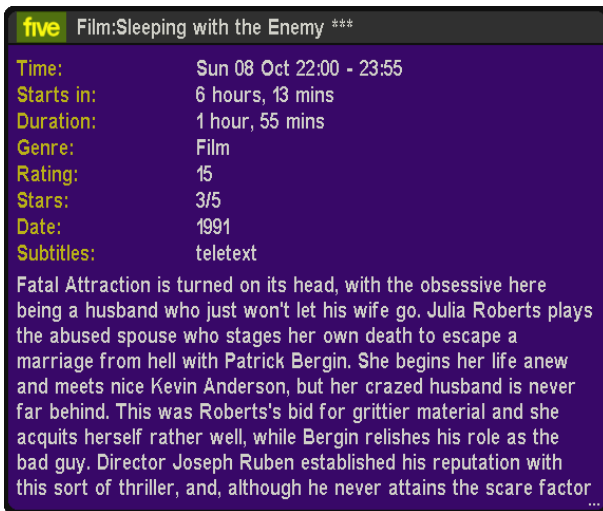 five Film:Sleeping with the Enemy ***
Time: Sun 08 Oct 22:00 - 23:55
Starts in: 6 hours, 13 mins
Duration: 1 hour, 55 mins
Genre: Film
Rating: 15
Stars: 3/5
Date: 1991
Subtitles: teletext
Fatal Attraction is turned on its head, with the obsessive here
being a husband who just won't let his wife go. Julia Roberts plays
the abused spouse who stages her own death to escape a
marriage from hell with Patrick Bergin. She begins her life anew
and meets nice Kevin Anderson, but her crazed husband is never
far behind. This was Roberts's bid for grittier material and she
acquits herself rather well, while Bergin relishes his role as the
bad guy. Director Joseph Ruben established his reputation with
this sort of thriller, and, although he never attains the scare factor
...